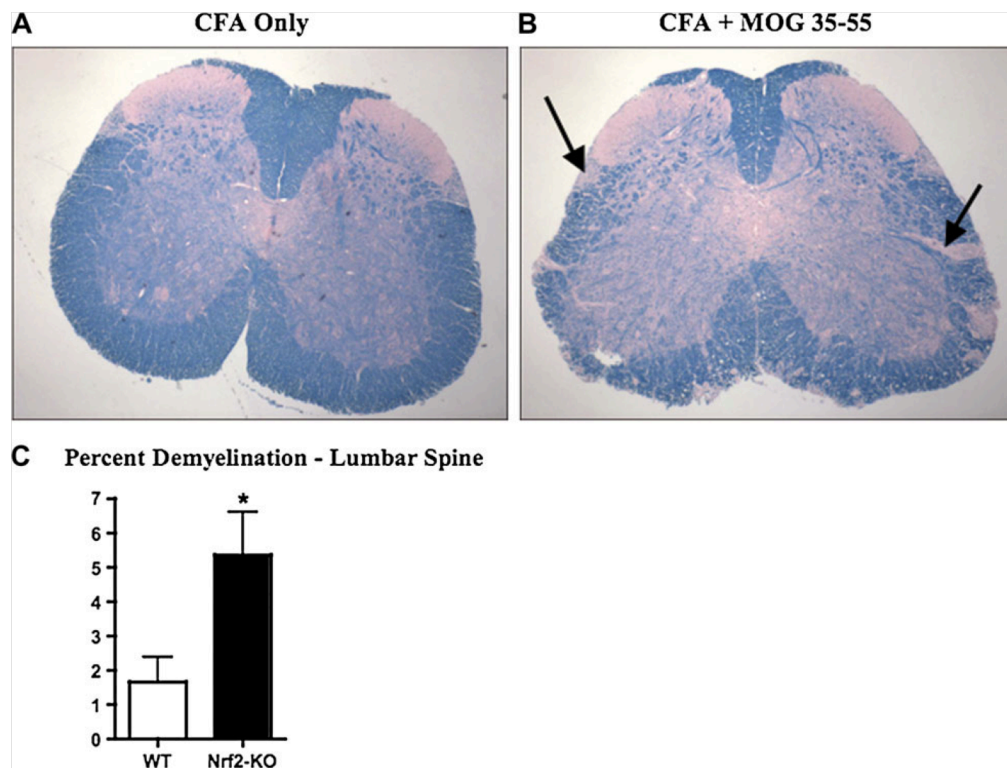 A CFA Only
B CFA + MOG 35-55
C Percent Demyelination - Lumbar Spine
7
*
6
5
4
3
2
1
0
WT Nrf2-KO